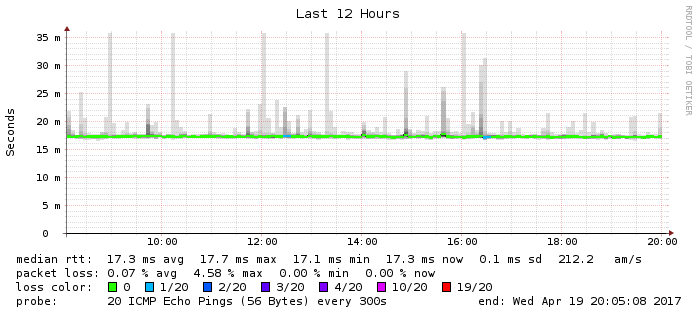 Last 12 Hours
RRDTOOL / TOBI OETIKER
Seconds
35 m
30 m
25 m
20 m
15 m
10 m
5 m
0
10:00 12:00 14:00 16:00 18:00 20:00
median rtt: 17.3 ms avg 17.7 ms max 17.1 ms min 17.3 ms now 0.1 ms sd 212.2 am/s
packet loss: 0.07 % avg 4.58 % max 0.00 % min 0.00 % now
loss color: 0 1/20 2/20 3/20 4/20 10/20 19/20
probe: 20 ICMP Echo Pings (56 Bytes) every 300s end: Wed Apr 19 20:05:08 2017